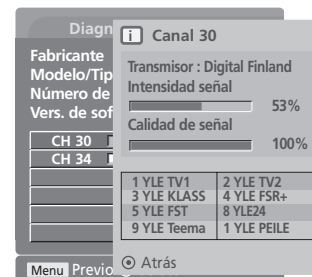 Diagn
Fabricante
Modelo/Tip
Número de
Vers. de sof
CH 30
CH 34
Menu Previo
i Canal 30
Transmisor : Digital Finland
Intensidad señal
53%
Calidad de señal
100%
1 YLE TV1 2 YLE TV2
3 YLE KLASS 4 YLE FSR+
5 YLE FST 8 YLE24
9 YLE Teema 1 YLE PEILE
Atrás